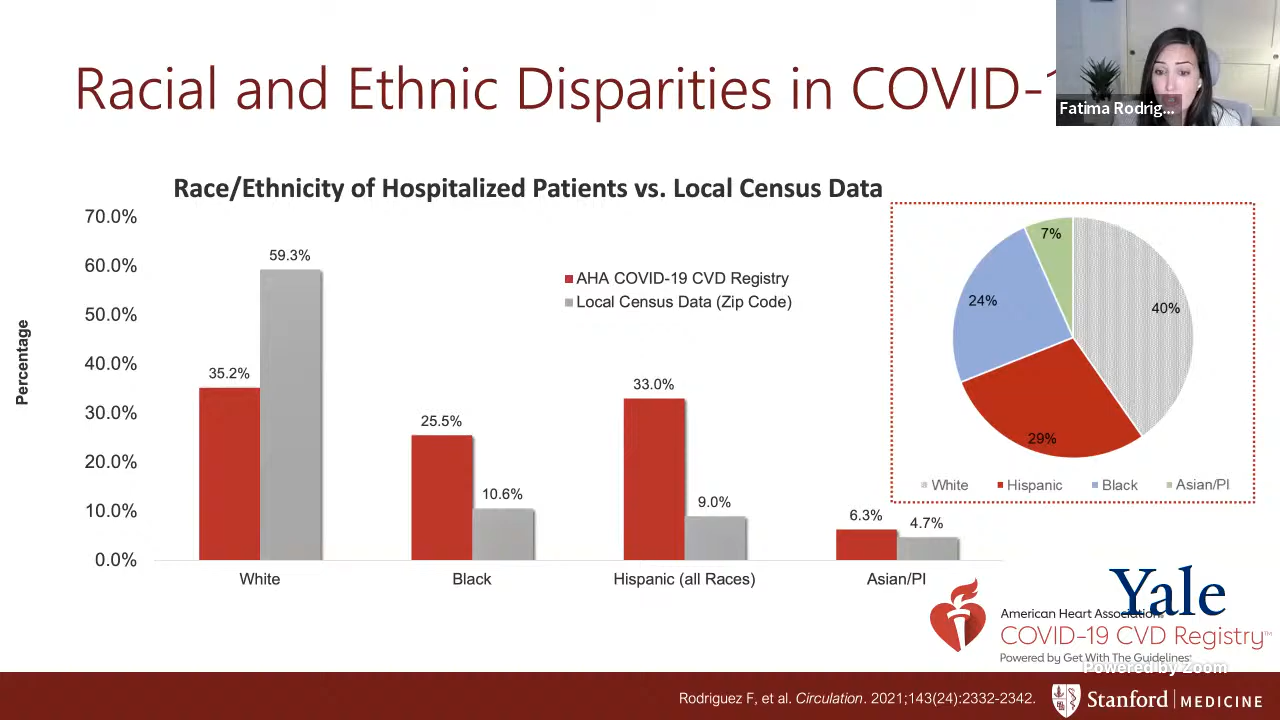 Racial and Ethnic Disparities in COVID-1
Fatima Rodrig...
Race/Ethnicity of Hospitalized Patients vs. Local Census Data
Percentage
70.0%
60.0%
50.0%
40.0%
30.0%
20.0%
10.0%
0.0%
35.2%
59.3%
25.5%
10.6%
33.0%
9.0%
6.3%
4.7%
AHA COVID-19 CVD Registry
Local Census Data (Zip Code)
White
Black
Hispanic (all Races)
Asian/PI
7%
24%
40%
29%
White Hispanic Black Asian/PI
Yale
American Heart Association
COVID-19 CVD Registry™
Powered by Get With The Guidelines®
Powered by Zoom
Rodriguez F, et al. Circulation. 2021;143(24):2332-2342.
Stanford MEDICINE